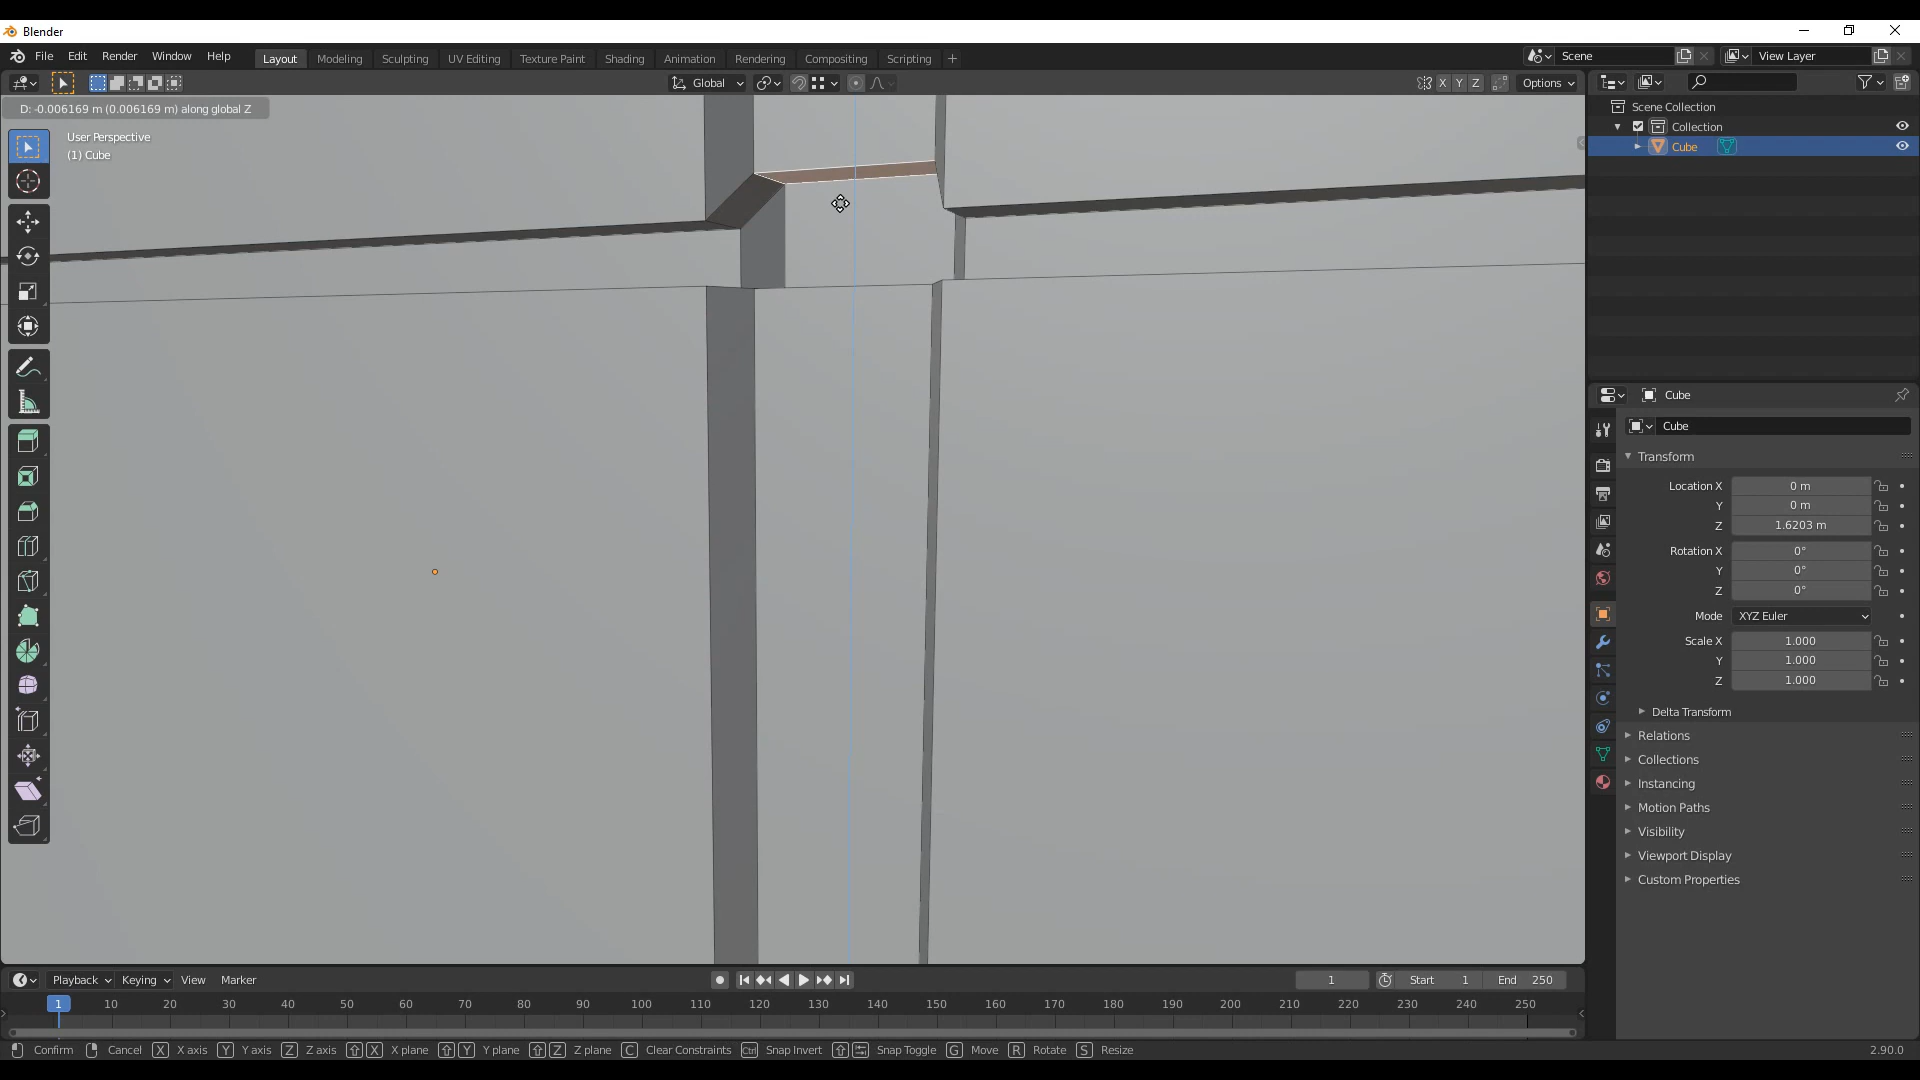 Blender
File Edit Render Window Help Layout Modeling Sculpting UV Editing Texture Paint Shading Animation Rendering Compositing Scripting + Scene View Layer
Global X Y Z Options
D: -0.006169 m (0.006169 m) along global Z
User Perspective
(1) Cube
Scene Collection
Collection
Cube
Cube
Cube
Transform
Location X 0 m
Y 0 m
Z 1.6203 m
Rotation X 0°
Y 0°
Z 0°
Mode XYZ Euler
Scale X 1.000
Y 1.000
Z 1.000
Delta Transform
Relations
Collections
Instancing
Motion Paths
Visibility
Viewport Display
Custom Properties
Playback Keying View Marker 1 Start 1 End 250
1 10 20 30 40 50 60 70 80 90 100 110 120 130 140 150 160 170 180 190 200 210 220 230 240 250
Confirm Cancel X X axis Y Y axis Z Z axis X X plane Y Y plane Z Z plane C Clear Constraints Ctrl Snap Invert Snap Toggle G Move R Rotate S Resize 2.90.0